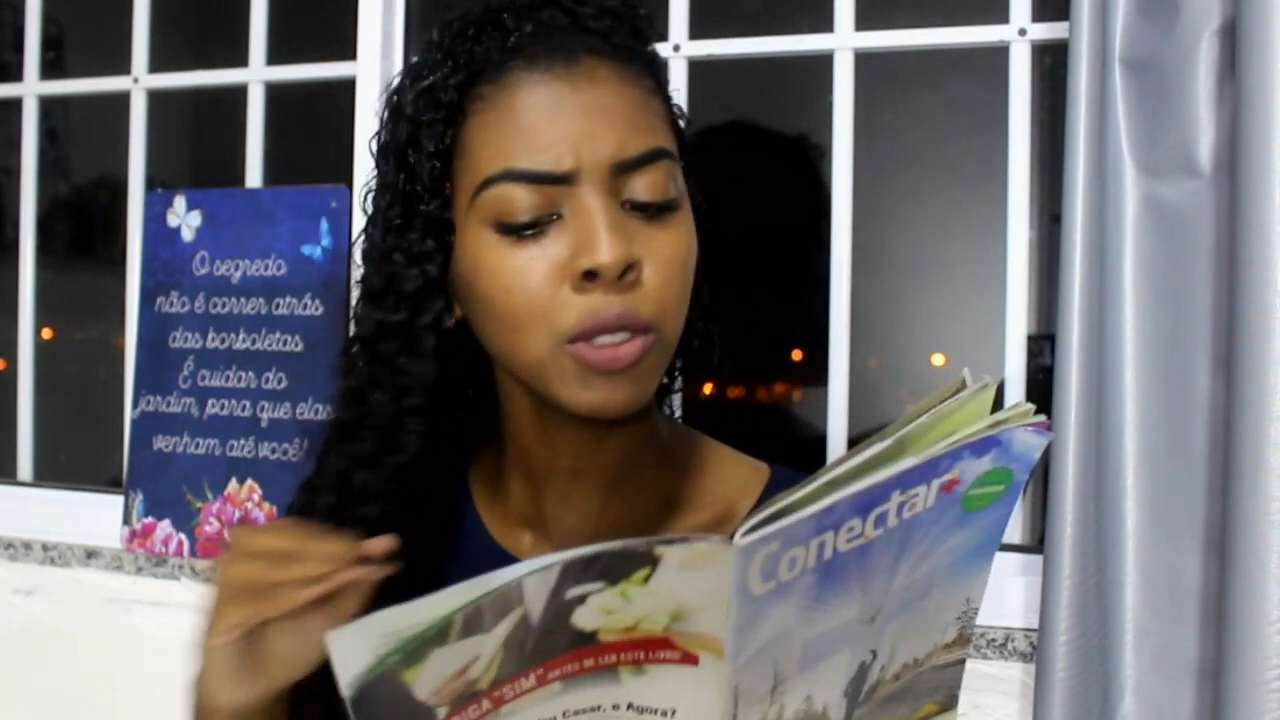 O segredo
não é correr atrás
das borboletas
É cuidar do
jardim, para que elas
venham até você!
Conectar+
DIGA "SIM" ANTES DE LER ESTE LIVRO
Casar, e Agora?